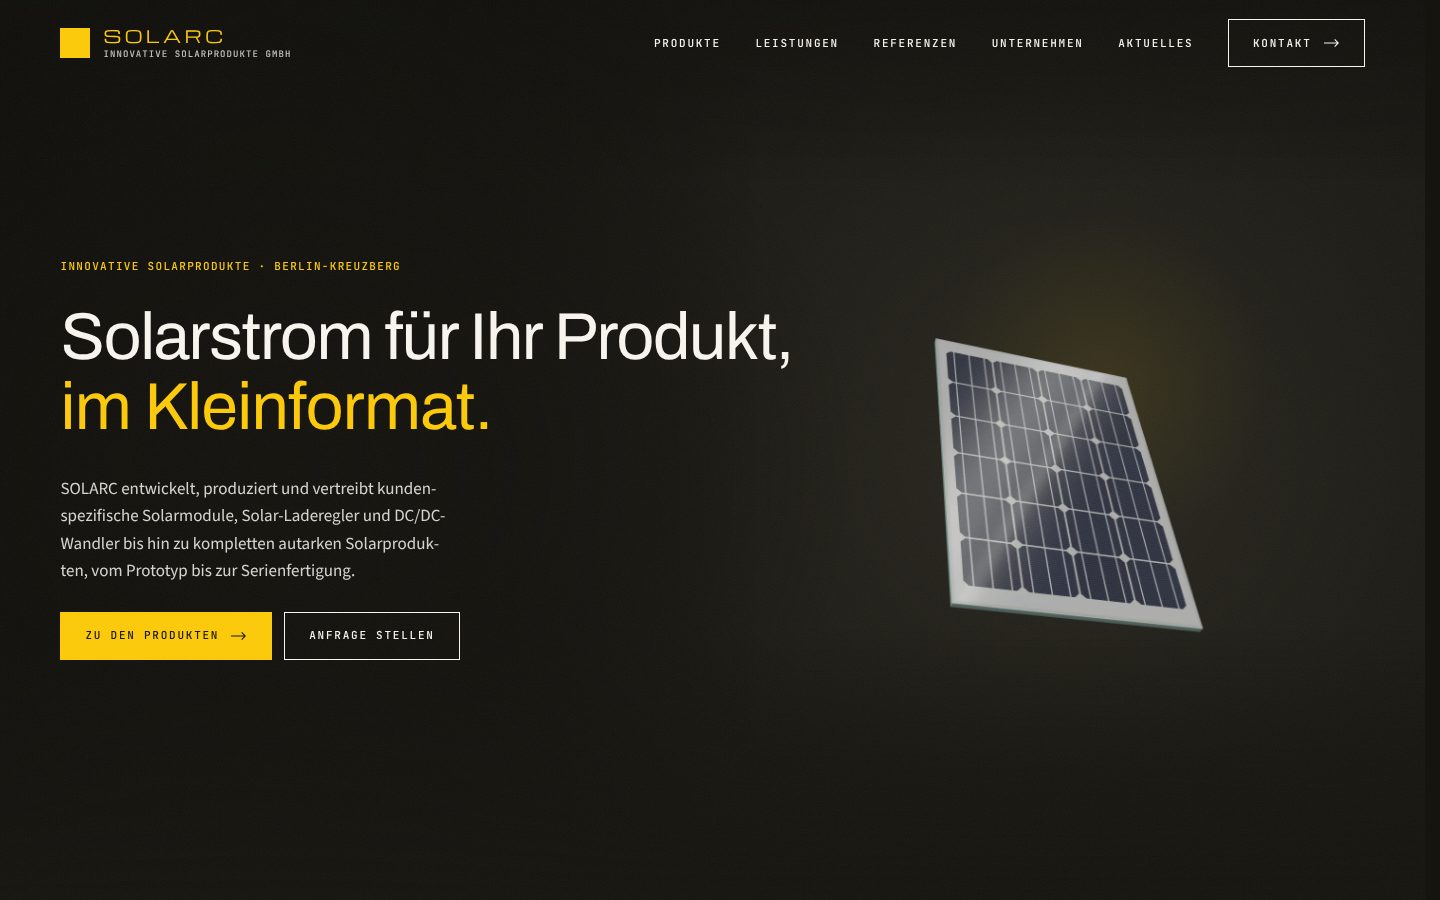 SOLARC
INNOVATIVE SOLARPRODUKTE GMBH
PRODUKTE
LEISTUNGEN
REFERENZEN
UNTERNEHMEN
AKTUELLES
KONTAKT →
INNOVATIVE SOLARPRODUKTE · BERLIN-KREUZBERG
Solarstrom für Ihr Produkt,
im Kleinformat.
SOLARC entwickelt, produziert und vertreibt kunden-
spezifische Solarmodule, Solar-Laderegler und DC/DC-
Wandler bis hin zu kompletten autarken Solarproduk-
ten, vom Prototyp bis zur Serienfertigung.
ZU DEN PRODUKTEN →
ANFRAGE STELLEN